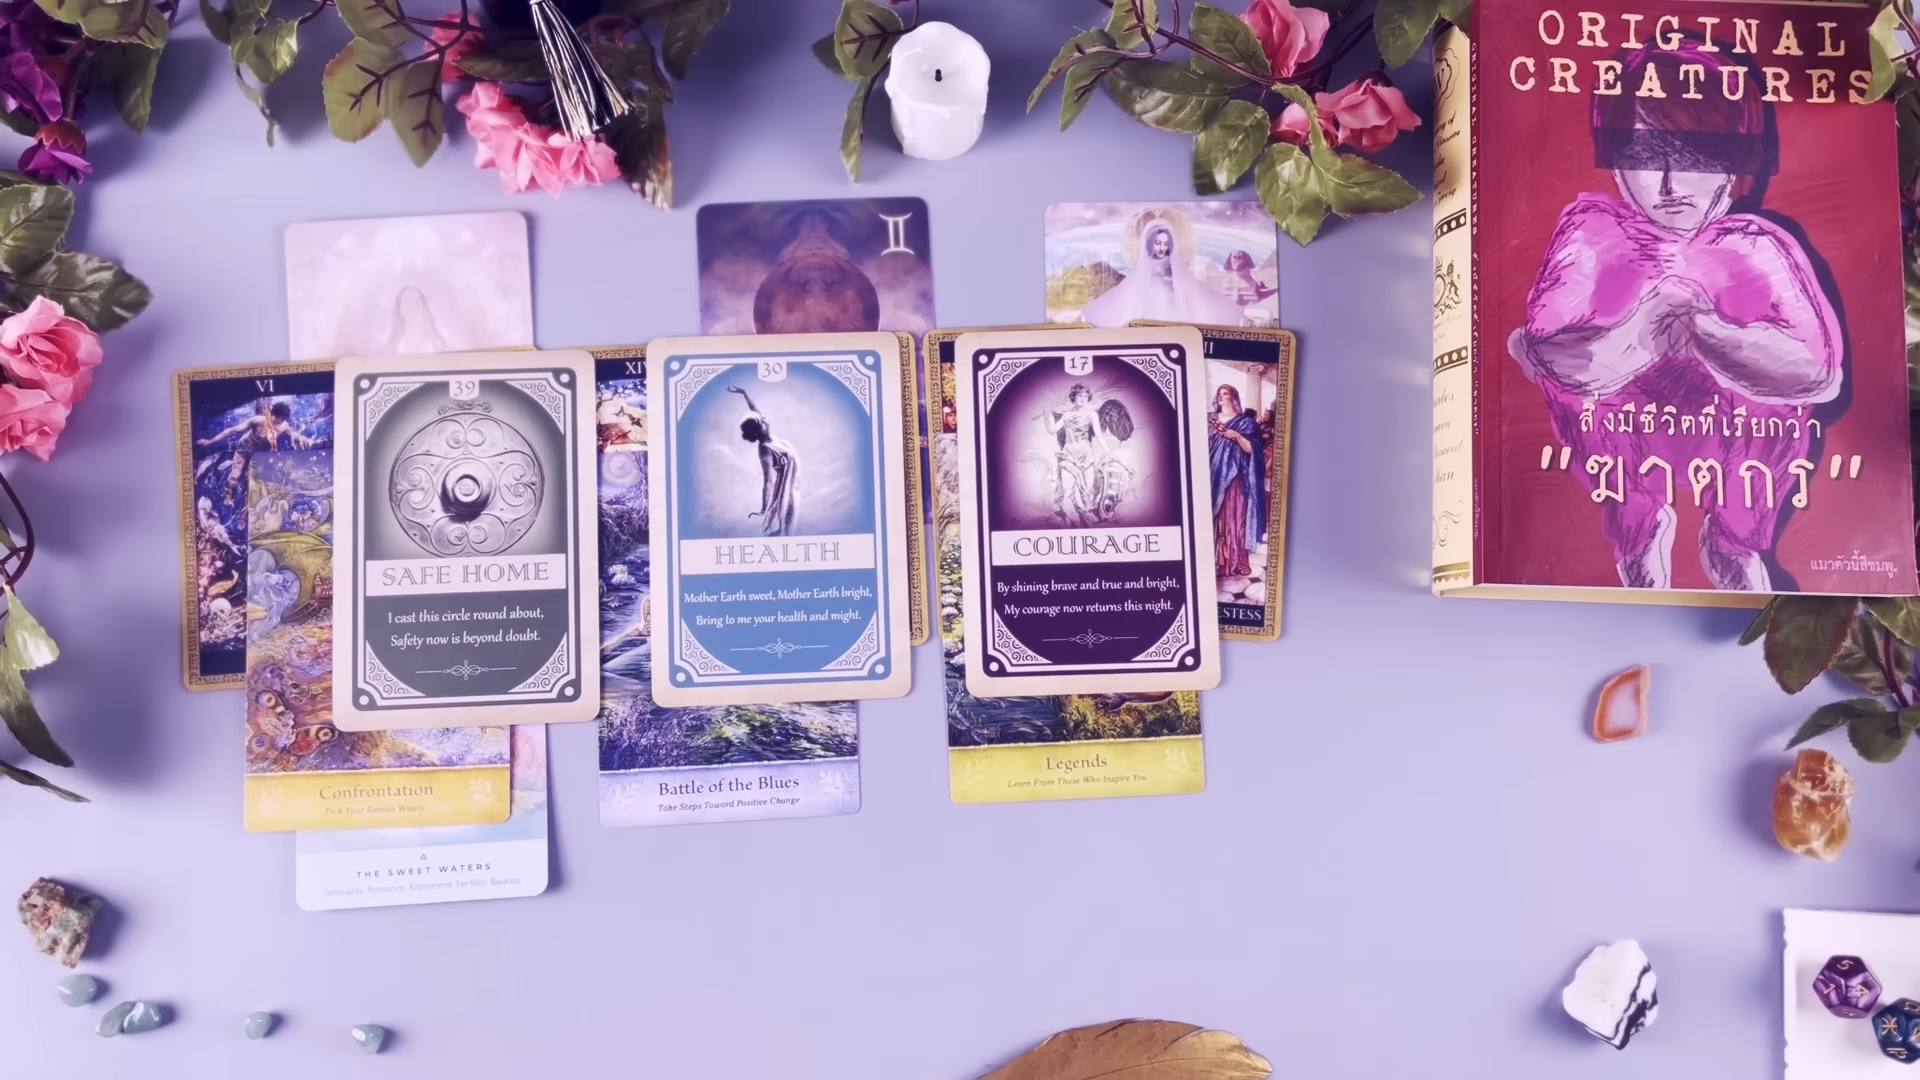 ORIGINAL
CREATURES
สิ่งมีชีวิตที่เรียกว่า
"ฆาตกร"
แมวตัวนี้สีชมพู.
VI
39
SAFE HOME
I cast this circle round about,
Safety now is beyond doubt.
Confrontation
Pick Your Battles Wisely
THE SWEET WATERS
Sensuality. Romance. Enjoyment. Fertility. Balance.
30
HEALTH
Mother Earth sweet, Mother Earth bright,
Bring to me your health and might.
Battle of the Blues
Take Steps Toward Positive Change
17
COURAGE
By shining brave and true and bright,
My courage now returns this night.
Legends
Learn From Those Who Inspire You
ESTESS
5